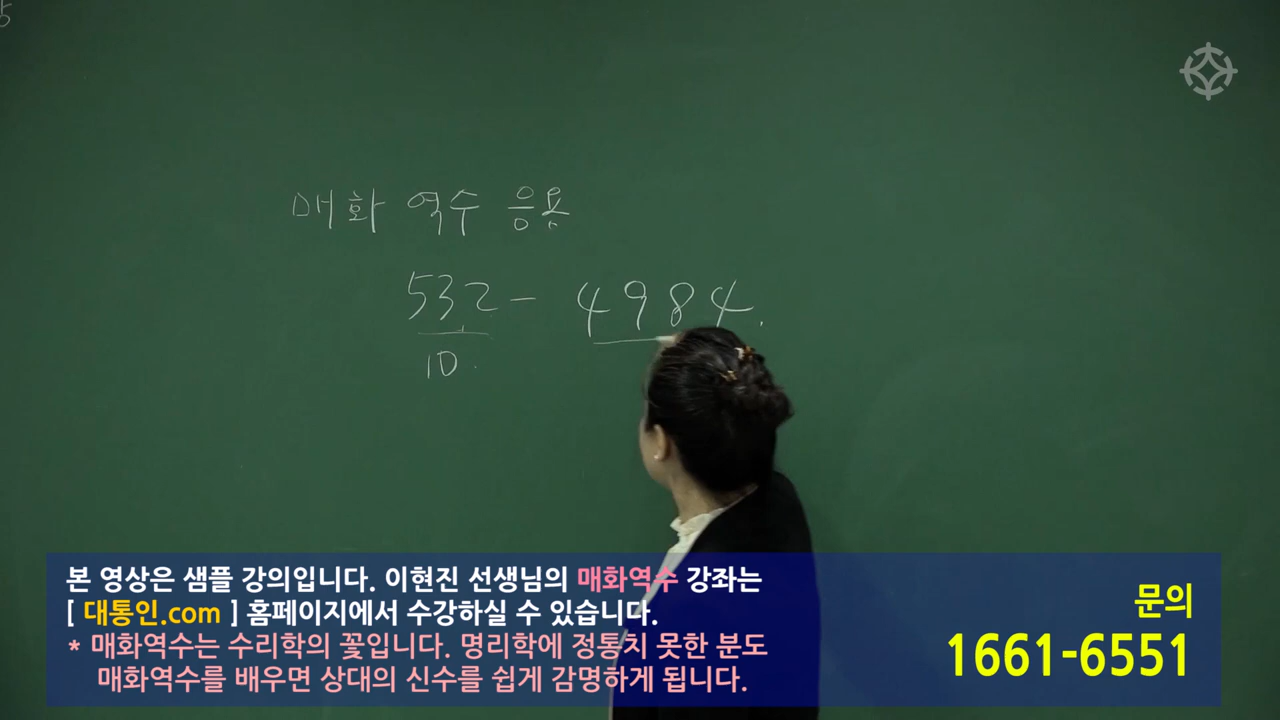 매화 역수 응용
532 - 4984.
10
본 영상은 샘플 강의입니다. 이현진 선생님의 매화역수 강좌는
[ 대통인.com ] 홈페이지에서 수강하실 수 있습니다.
* 매화역수는 수리학의 꽃입니다. 명리학에 정통치 못한 분도
매화역수를 배우면 상대의 신수를 쉽게 감명하게 됩니다.
문의
1661-6551